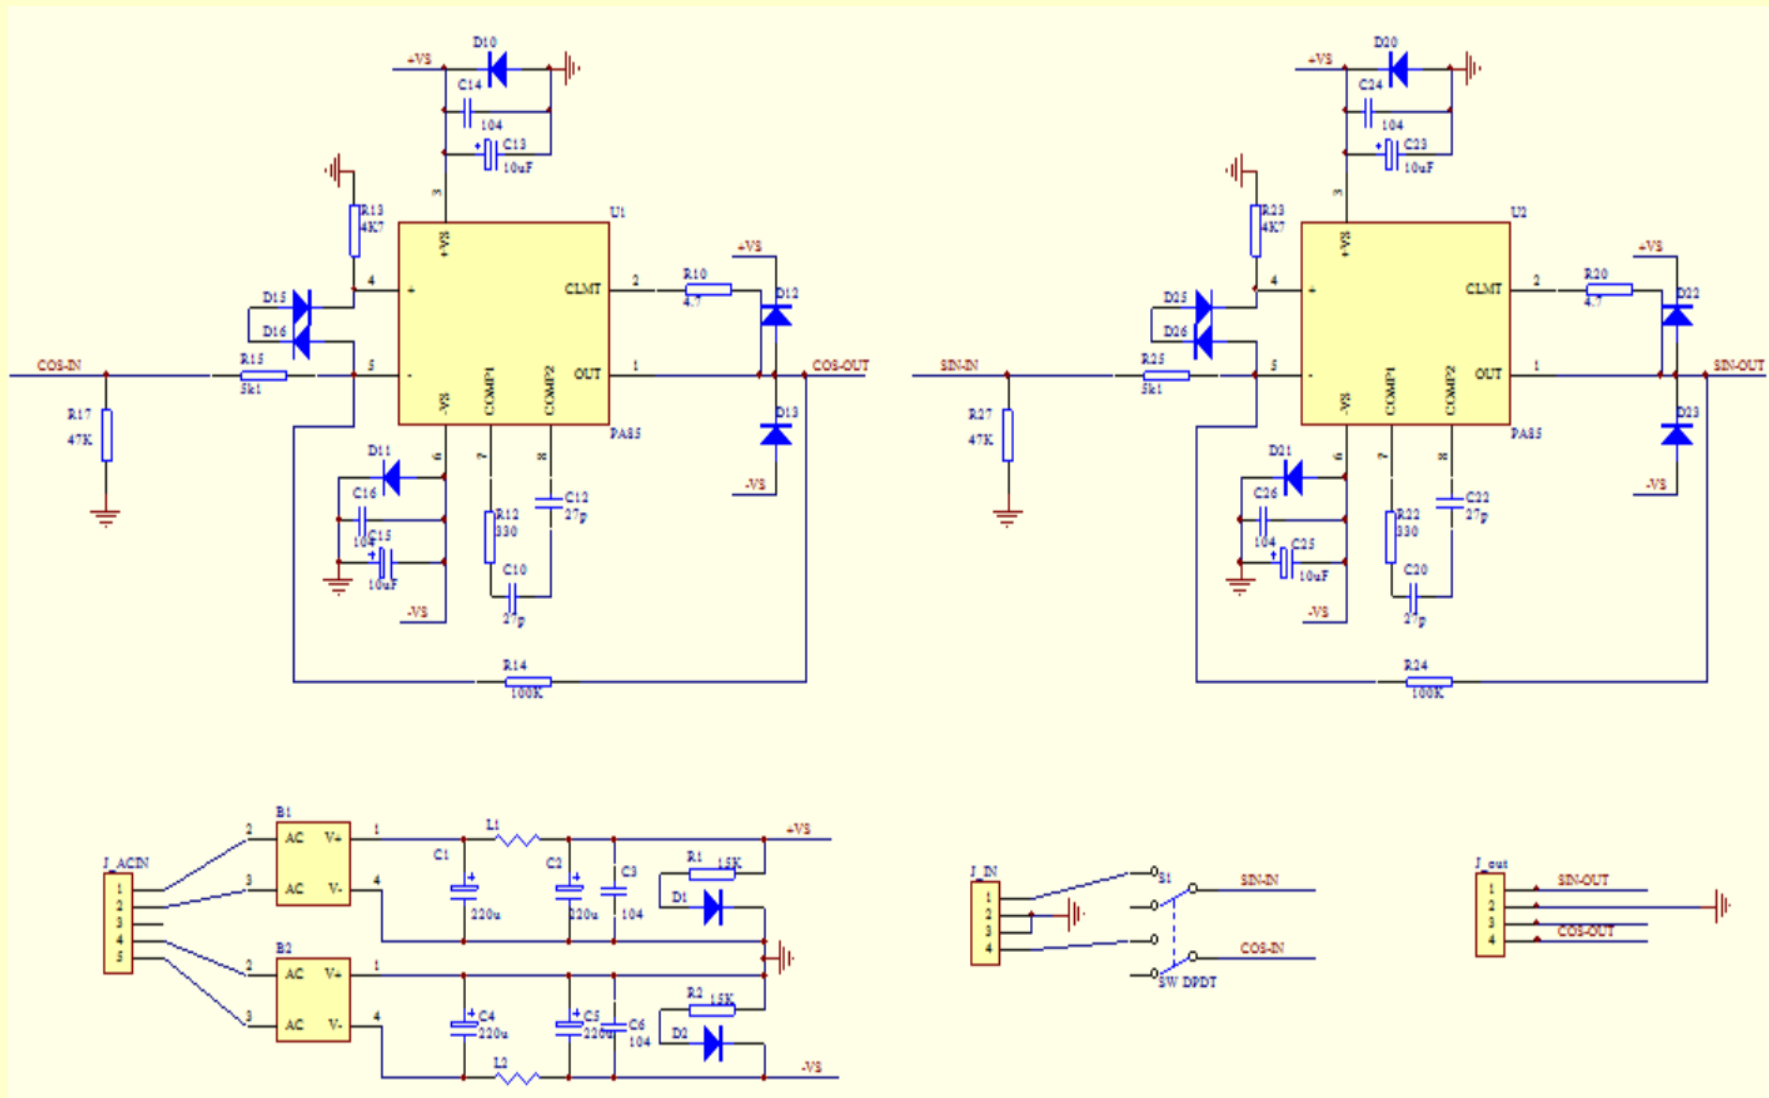 D10
+VS
C14
104
C13
10uF
3
R13
4K7
U1
+VS
+VS
4
+
CLMT
2
R10
4.7
D12
D15
D16
COS-IN
R15
5k1
5
-
OUT
1
COS-OUT
R17
47K
-VS
COMP1
COMP2
PA85
D13
D11
6
7
8
C16
104
C15
10uF
R12
330
C12
27p
-VS
C10
27p
-VS
R14
100K
D20
+VS
C24
104
C23
10uF
3
R23
4K7
U2
+VS
+VS
4
+
CLMT
2
R20
4.7
D22
D25
D26
SIN-IN
R25
5k1
5
-
OUT
1
SIN-OUT
R27
47K
-VS
COMP1
COMP2
PA85
D23
D21
6
7
8
C26
104
C25
10uF
R22
330
C22
27p
-VS
C20
27p
-VS
R24
100K
J_ACIN
1
2
3
4
5
B1
2
AC
V+
1
3
AC
V-
4
C1
220u
L1
C2
220u
C3
104
R1
15K
D1
+VS
B2
2
AC
V+
1
3
AC
V-
4
C4
220u
L2
C5
220u
C6
104
R2
15K
D2
-VS
J_IN
1
2
3
4
S1
SW DPDT
SIN-IN
COS-IN
J_out
1
2
3
4
SIN-OUT
COS-OUT